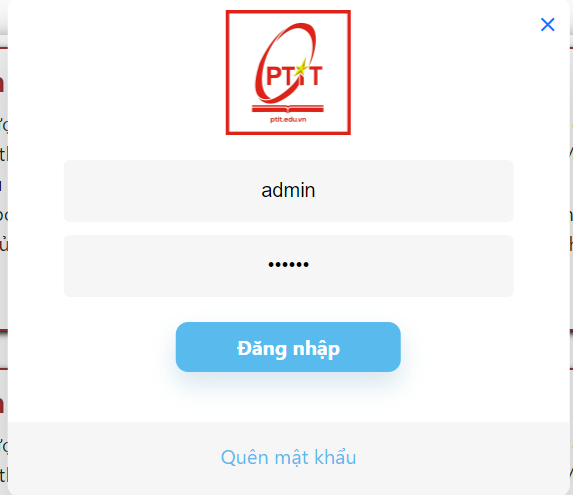 ×
PTIT
ptit.edu.vn
admin
••••••
Đăng nhập
Quên mật khẩu